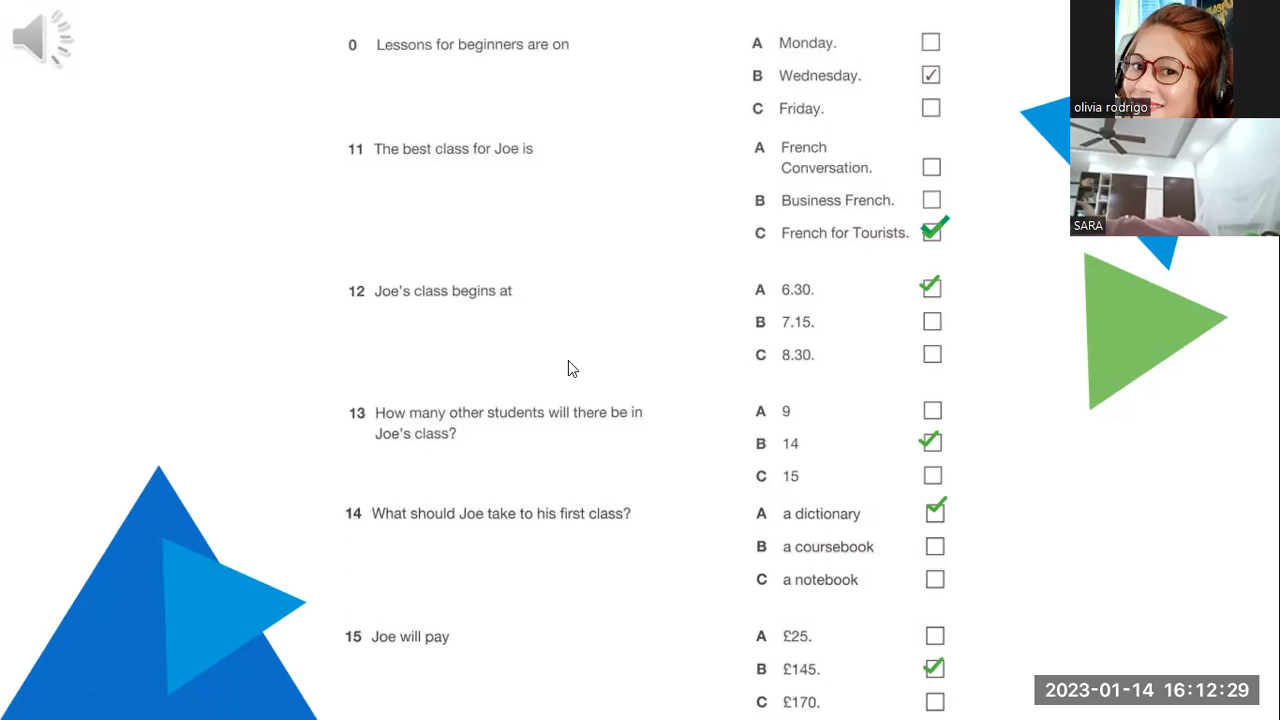 0 Lessons for beginners are on
A Monday.
B Wednesday. ✓
C Friday.
11 The best class for Joe is
A French
Conversation.
B Business French.
C French for Tourists.
12 Joe's class begins at
A 6.30.
B 7.15.
C 8.30.
13 How many other students will there be in
Joe's class?
A 9
B 14
C 15
14 What should Joe take to his first class?
A a dictionary
B a coursebook
C a notebook
15 Joe will pay
A £25.
B £145.
C £170.
olivia rodrigo
SARA
2023-01-14 16:12:29